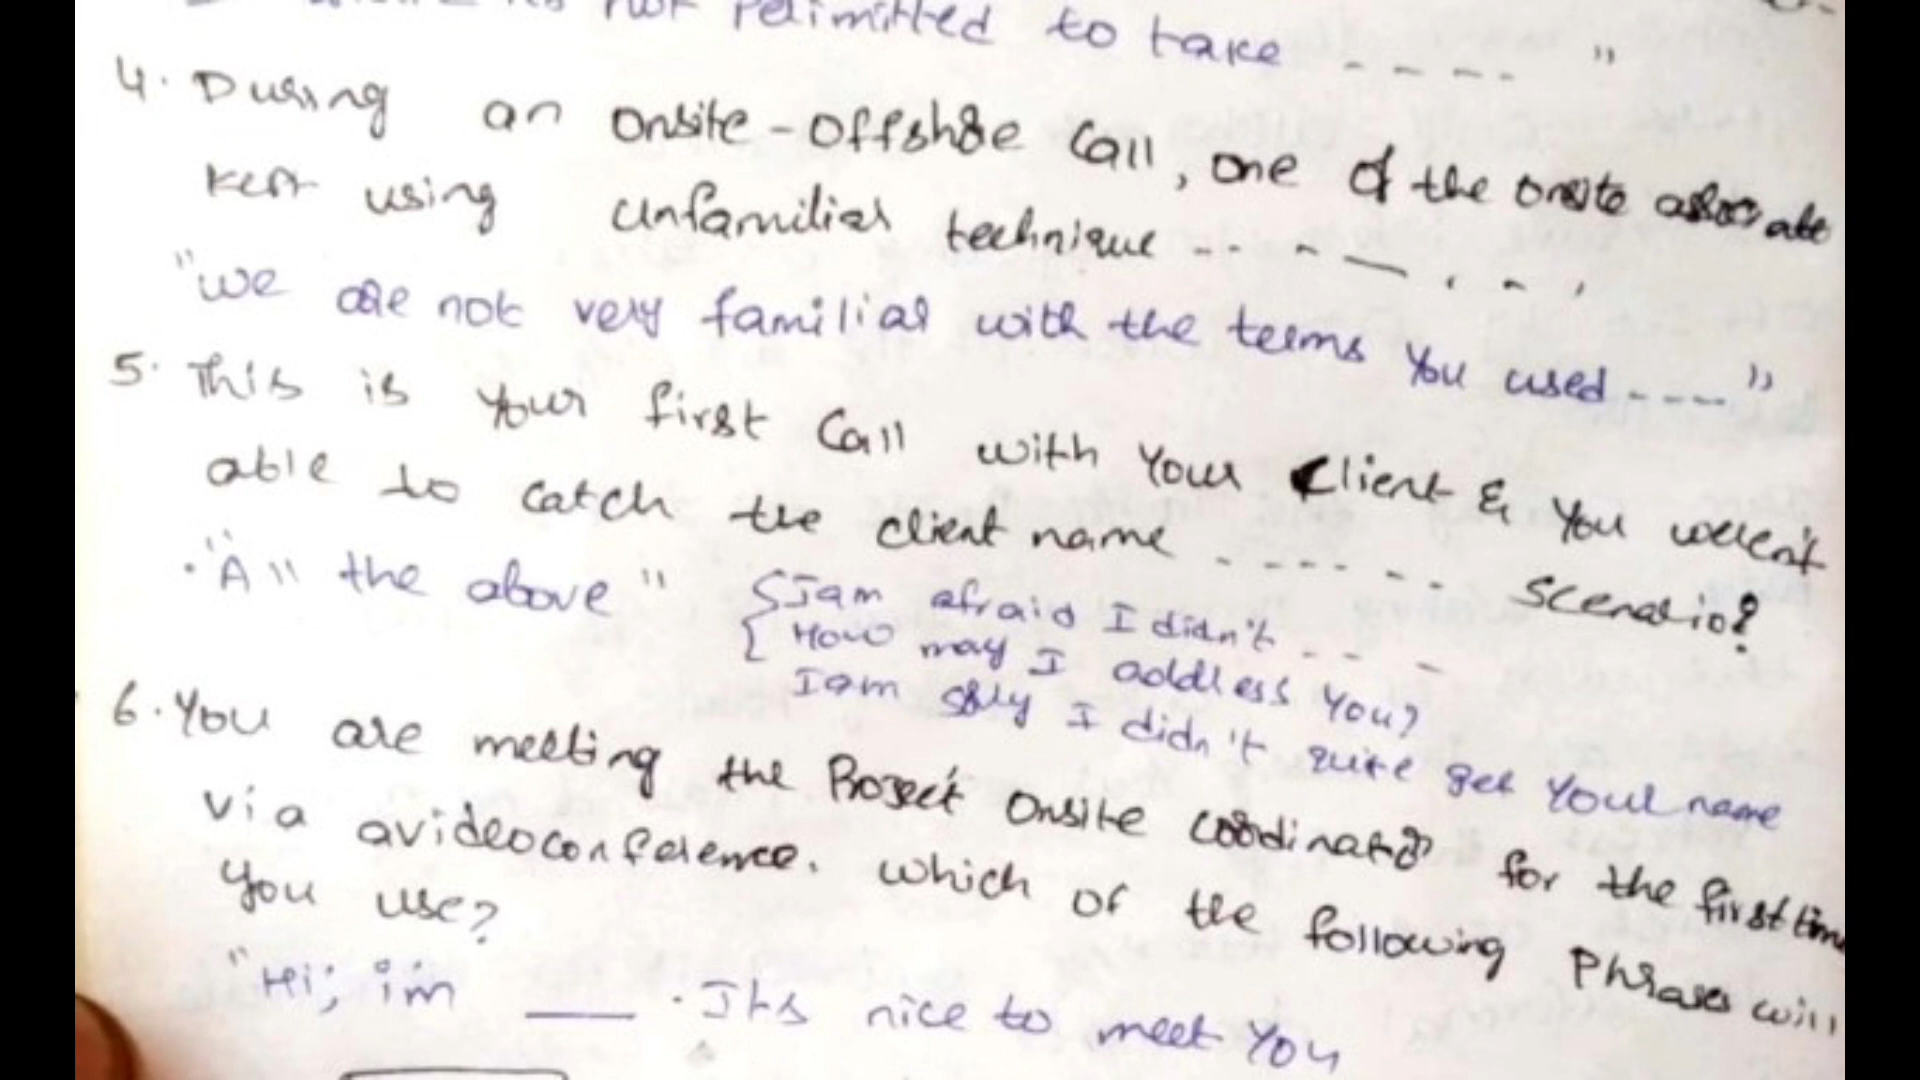 not permitted to take ----- "
4. During an onsite-offshore call, one of the onsite associate
kept using unfamiliar technique -- - — . - .
"we are not very familiar with the terms you used ----"
5. This is your first call with your client & you weren't
able to catch the client name ------- scenario?
."All the above" { I am afraid I didn't -- -
[ How may I address you?
I am sorry I didn't quite get your name
6. You are meeting the Project onsite coordinator for the first time
via a videoconference. which of the following Phrases will
you use?
"Hi; i'm ___ . Its nice to meet you